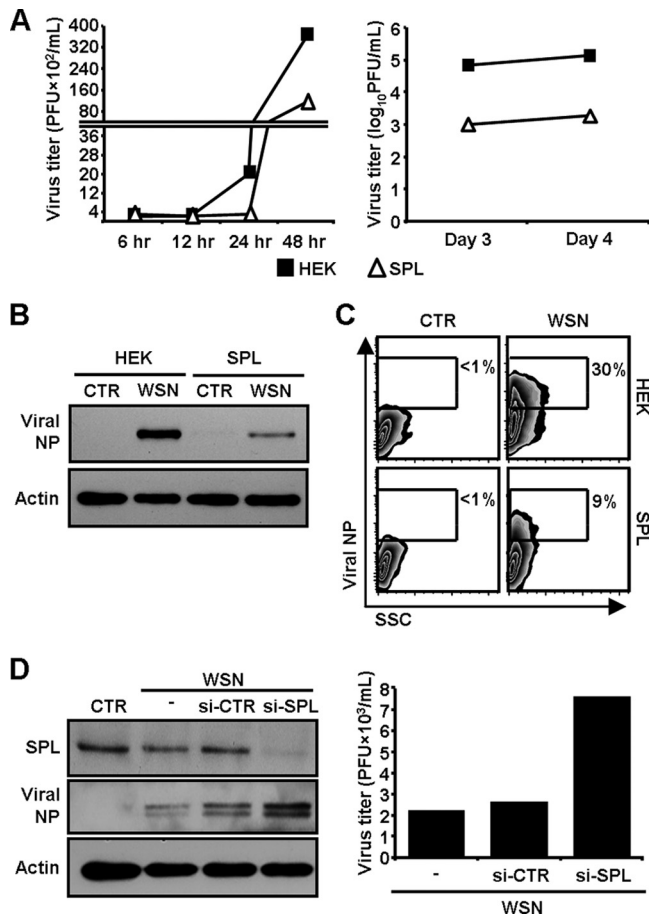 A
Virus titer (PFU×10²/mL)
400
320
240
160
80
36
28
20
12
4
6 hr 12 hr 24 hr 48 hr
Virus titer (log₁₀PFU/mL)
6
5
4
3
2
1
0
Day 3 Day 4
HEK SPL
B
HEK SPL
CTR WSN CTR WSN
Viral
NP
Actin
C
CTR WSN
<1% 30%
HEK
<1% 9%
SPL
Viral NP
SSC
D
WSN
CTR - si-CTR si-SPL
SPL
Viral
NP
Actin
Virus titer (PFU×10³/mL)
8
7
6
5
4
3
2
1
0
- si-CTR si-SPL
WSN